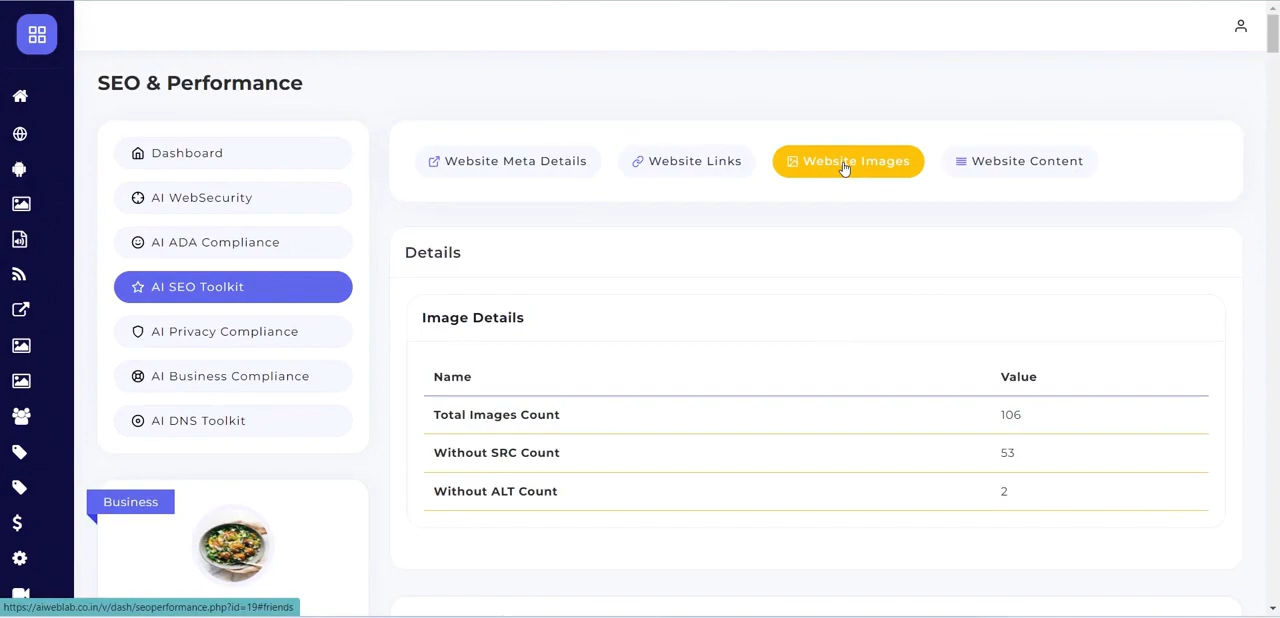 SEO & Performance
Dashboard
AI WebSecurity
AI ADA Compliance
AI SEO Toolkit
AI Privacy Compliance
AI Business Compliance
AI DNS Toolkit
Business
Website Meta Details
Website Links
Website Images
Website Content
Details
Image Details
Name Value
Total Images Count 106
Without SRC Count 53
Without ALT Count 2
https://aiweblab.co.in/v/dash/seoperformance.php?id=19#friends